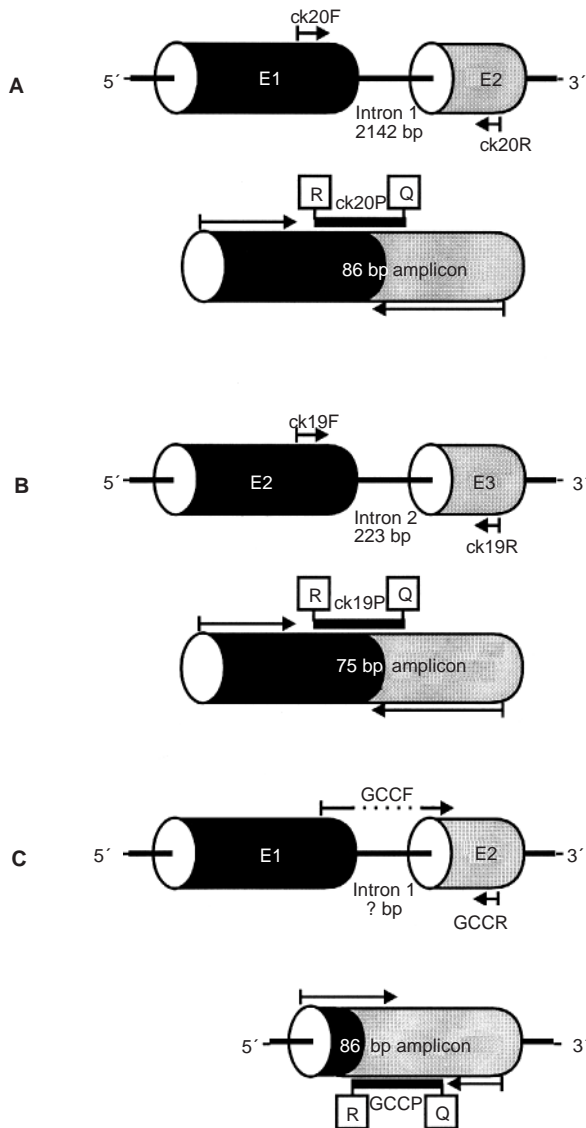 ck20F
A 5´ E1 E2 3´
Intron 1
2142 bp
ck20R
R ck20P Q
86 bp amplicon
ck19F
B 5´ E2 E3 3´
Intron 2
223 bp
ck19R
R ck19P Q
75 bp amplicon
GCCF
C 5´ E1 E2 3´
Intron 1
? bp
GCCR
5´ 86 bp amplicon 3´
R GCCP Q